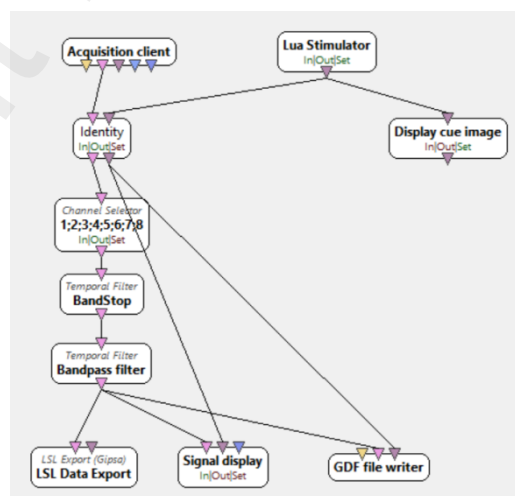 Acquisition client
Lua Stimulator
In|Out|Set
Identity
In|Out|Set
Display cue image
In|Out|Set
Channel Selector
1;2;3;4;5;6;7;8
In|Out|Set
Temporal Filter
BandStop
Temporal Filter
Bandpass filter
LSL Export (Gipsa)
LSL Data Export
Signal display
In|Out|Set
GDF file writer